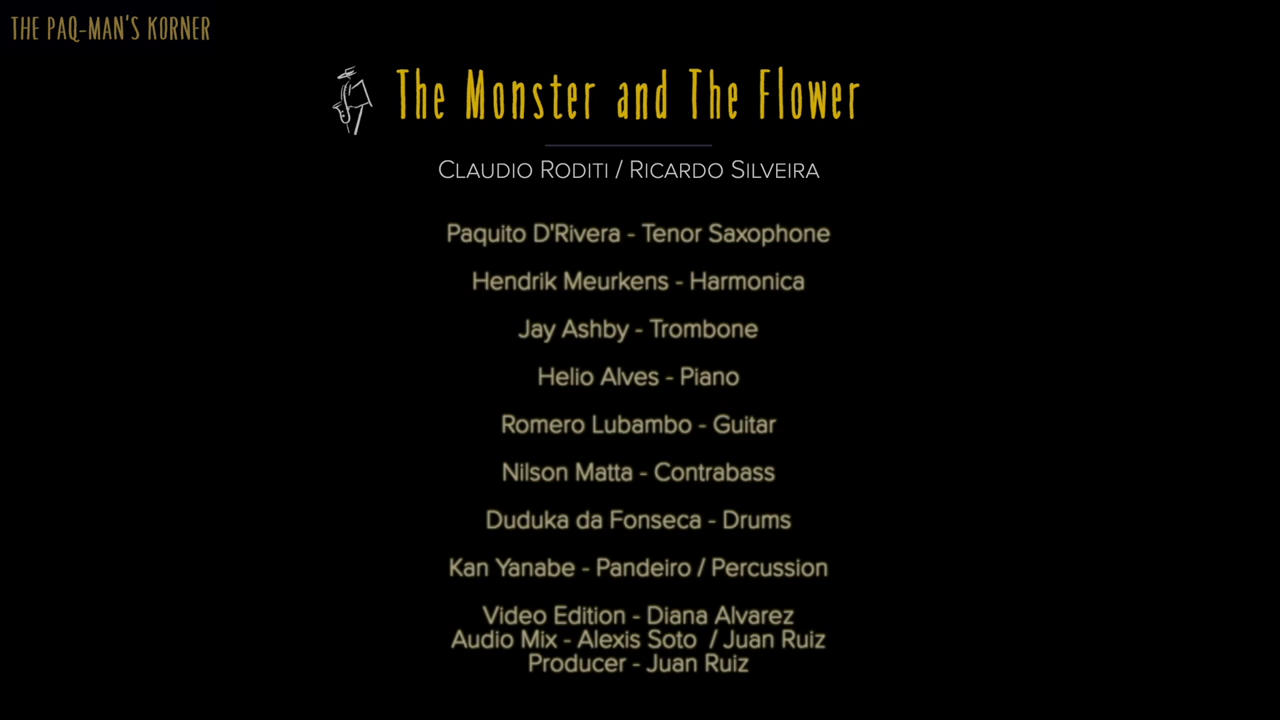 THE PAQ-MAN'S KORNER
The Monster and The Flower
CLAUDIO RODITI / RICARDO SILVEIRA
Paquito D'Rivera - Tenor Saxophone
Hendrik Meurkens - Harmonica
Jay Ashby - Trombone
Helio Alves - Piano
Romero Lubambo - Guitar
Nilson Matta - Contrabass
Duduka da Fonseca - Drums
Kan Yanabe - Pandeiro / Percussion
Video Edition - Diana Alvarez
Audio Mix - Alexis Soto / Juan Ruiz
Producer - Juan Ruiz